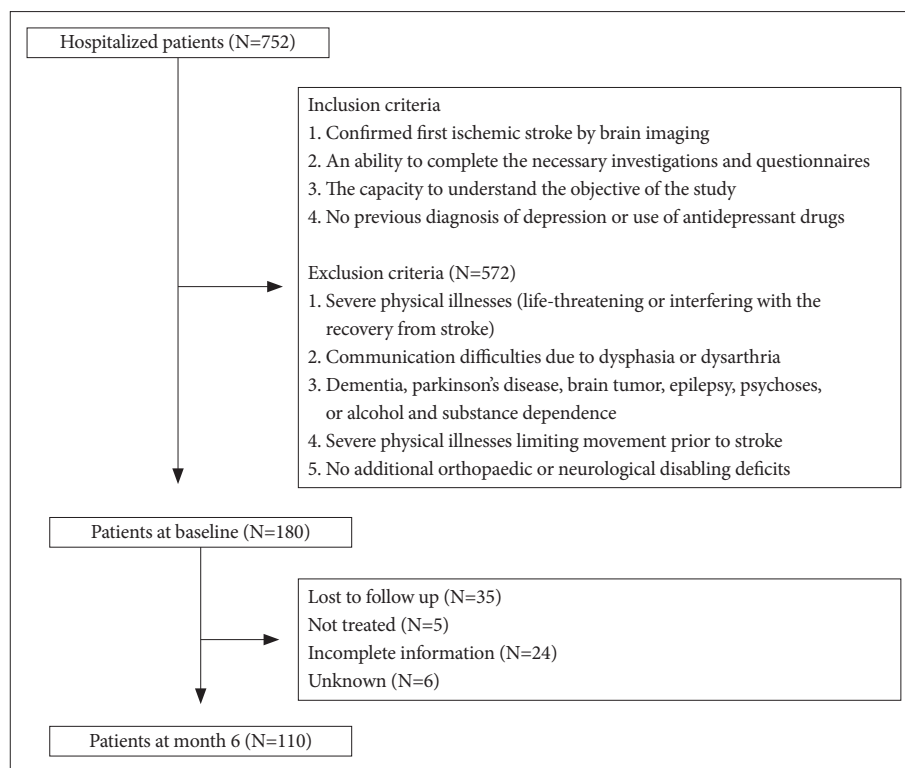 Hospitalized patients (N=752)
Inclusion criteria
1. Confirmed first ischemic stroke by brain imaging
2. An ability to complete the necessary investigations and questionnaires
3. The capacity to understand the objective of the study
4. No previous diagnosis of depression or use of antidepressant drugs
Exclusion criteria (N=572)
1. Severe physical illnesses (life-threatening or interfering with the
recovery from stroke)
2. Communication difficulties due to dysphasia or dysarthria
3. Dementia, parkinson's disease, brain tumor, epilepsy, psychoses,
or alcohol and substance dependence
4. Severe physical illnesses limiting movement prior to stroke
5. No additional orthopaedic or neurological disabling deficits
Patients at baseline (N=180)
Lost to follow up (N=35)
Not treated (N=5)
Incomplete information (N=24)
Unknown (N=6)
Patients at month 6 (N=110)